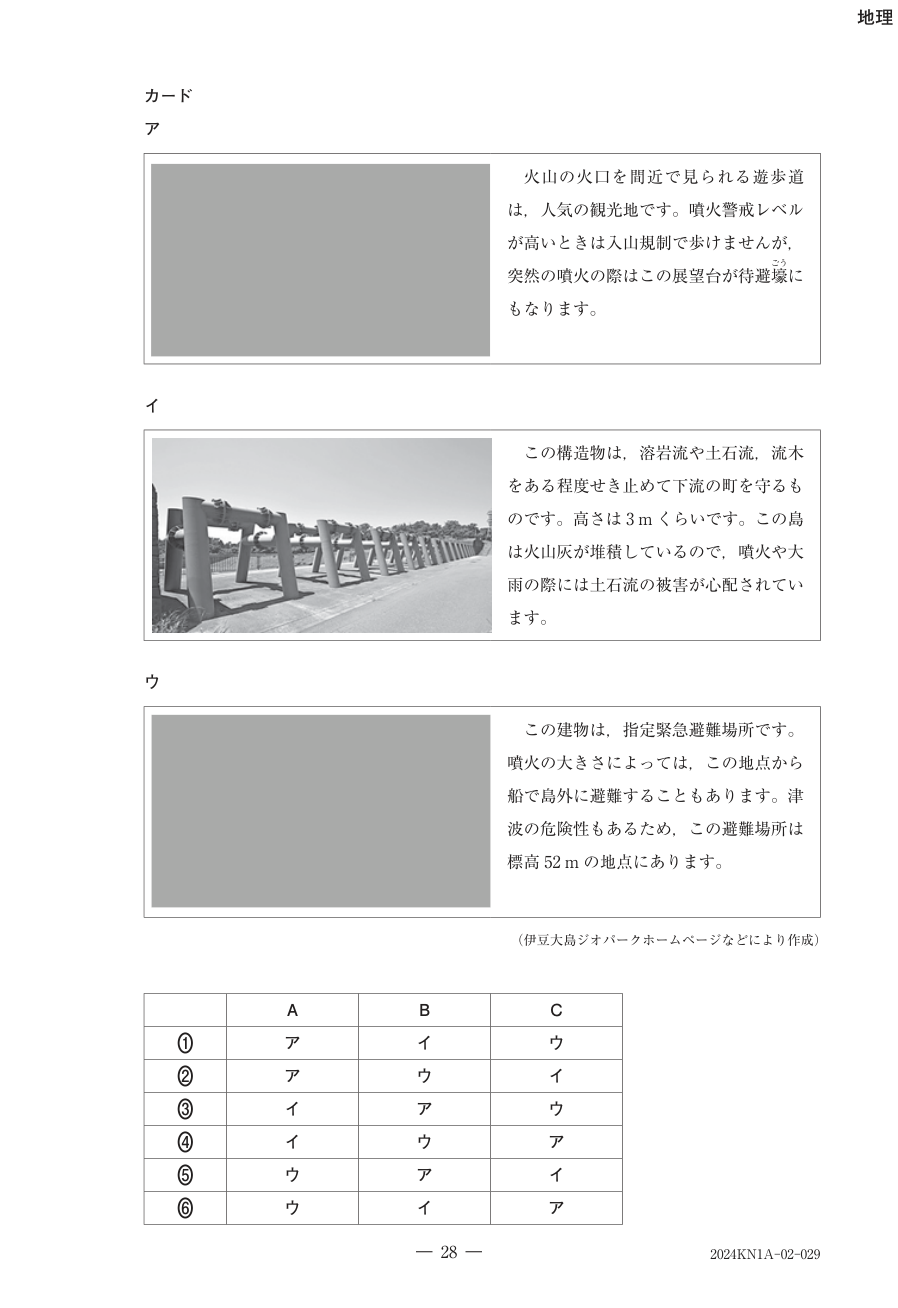 地理
カード
ア
火山の火口を間近で見られる遊歩道
は，人気の観光地です。噴火警戒レベル
が高いときは入山規制で歩けませんが，
突然の噴火の際はこの展望台が待避壕に
ごう
もなります。
イ
この構造物は，溶岩流や土石流，流木
をある程度せき止めて下流の町を守るも
のです。高さは3mくらいです。この島
は火山灰が堆積しているので，噴火や大
雨の際には土石流の被害が心配されてい
ます。
ウ
この建物は，指定緊急避難場所です。
噴火の大きさによっては，この地点から
船で島外に避難することもあります。津
波の危険性もあるため，この避難場所は
標高52mの地点にあります。
（伊豆大島ジオパークホームページなどにより作成）
A B C
① ア イ ウ
② ア ウ イ
③ イ ア ウ
④ イ ウ ア
⑤ ウ ア イ
⑥ ウ イ ア
― 28 ―
2024KN1A-02-029